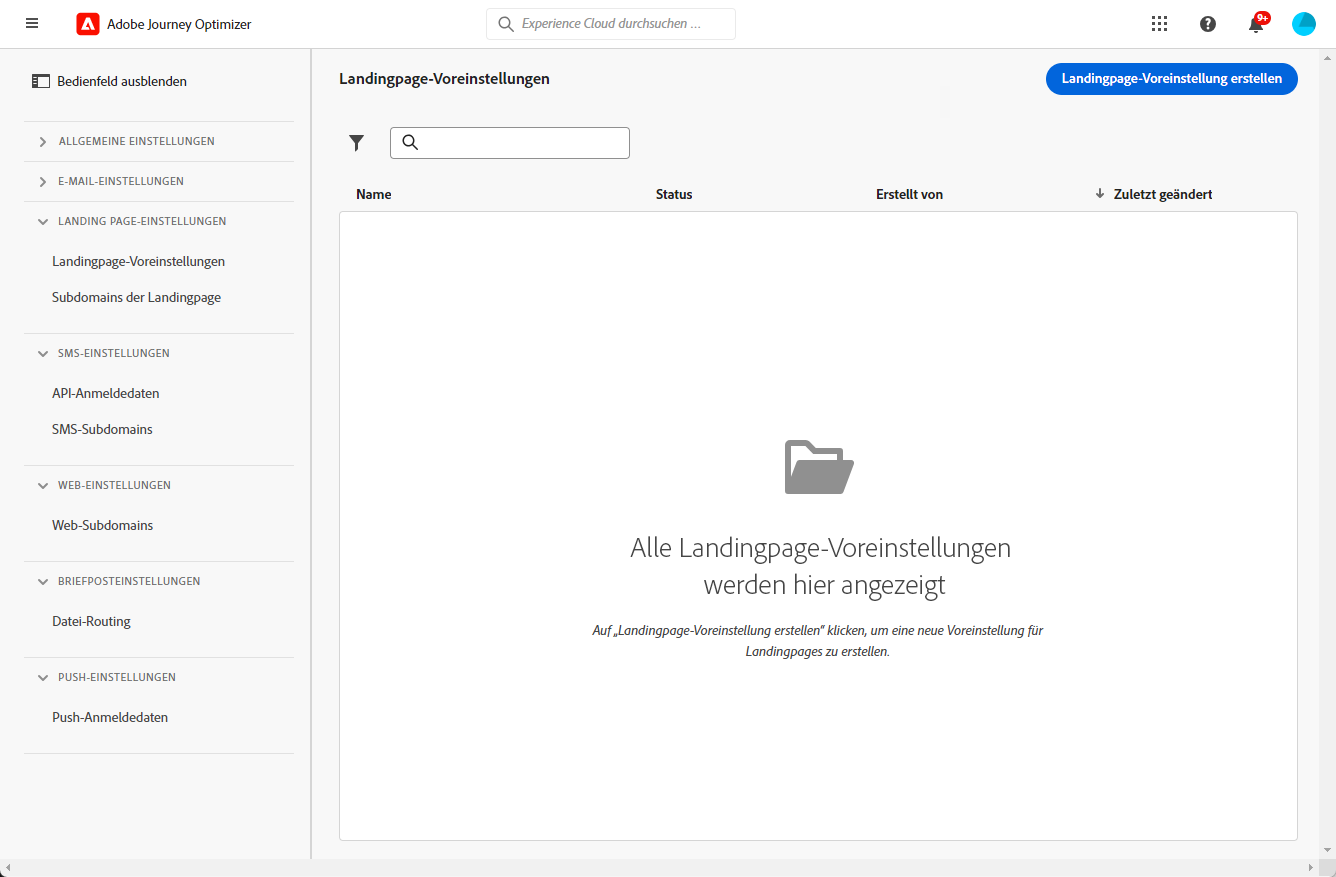 Adobe Journey Optimizer
Experience Cloud durchsuchen ...
9+
Bedienfeld ausblenden
ALLGEMEINE EINSTELLUNGEN
E-MAIL-EINSTELLUNGEN
LANDING PAGE-EINSTELLUNGEN
Landingpage-Voreinstellungen
Subdomains der Landingpage
SMS-EINSTELLUNGEN
API-Anmeldedaten
SMS-Subdomains
WEB-EINSTELLUNGEN
Web-Subdomains
BRIEFPOSTEINSTELLUNGEN
Datei-Routing
PUSH-EINSTELLUNGEN
Push-Anmeldedaten
Landingpage-Voreinstellungen
Landingpage-Voreinstellung erstellen
Name Status Erstellt von Zuletzt geändert
Alle Landingpage-Voreinstellungen
werden hier angezeigt
Auf „Landingpage-Voreinstellung erstellen“ klicken, um eine neue Voreinstellung für
Landingpages zu erstellen.